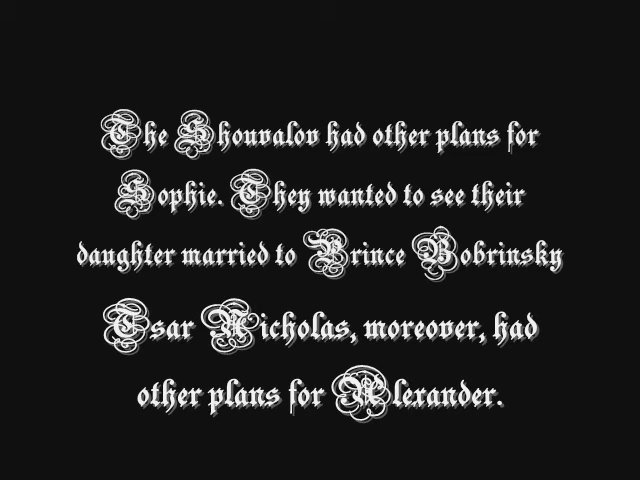 The Shouvalov had other plans for
Sophie. They wanted to see their
daughter married to Prince Bobrinsky
Tsar Nicholas, moreover, had
other plans for Alexander.